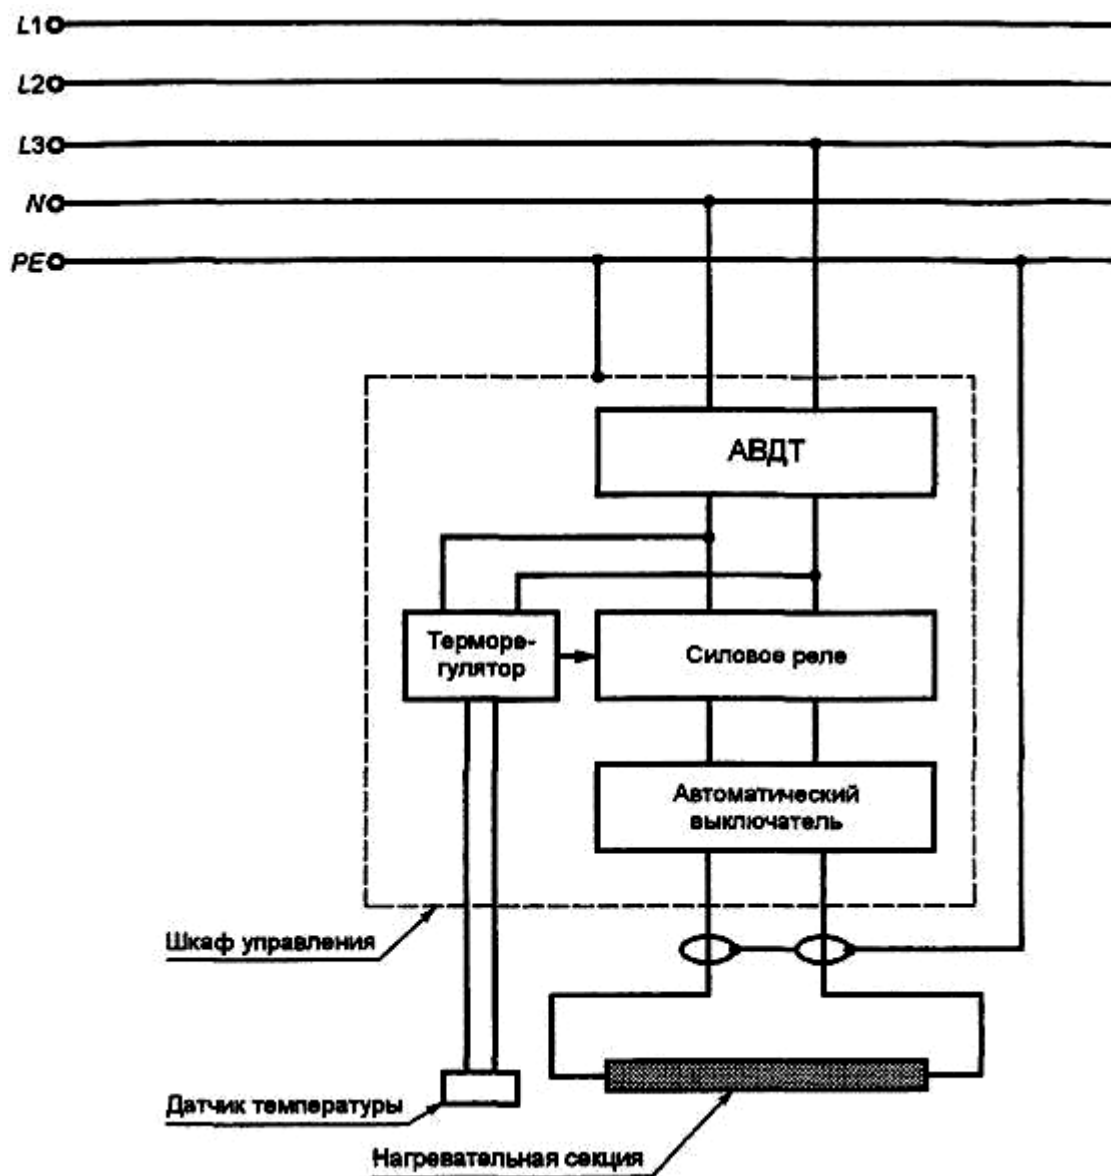 L1
L2
L3
N
PE
АВДТ
Терморе-
гулятор
Силовое реле
Автоматический
выключатель
Шкаф управления
Датчик температуры
Нагревательная секция